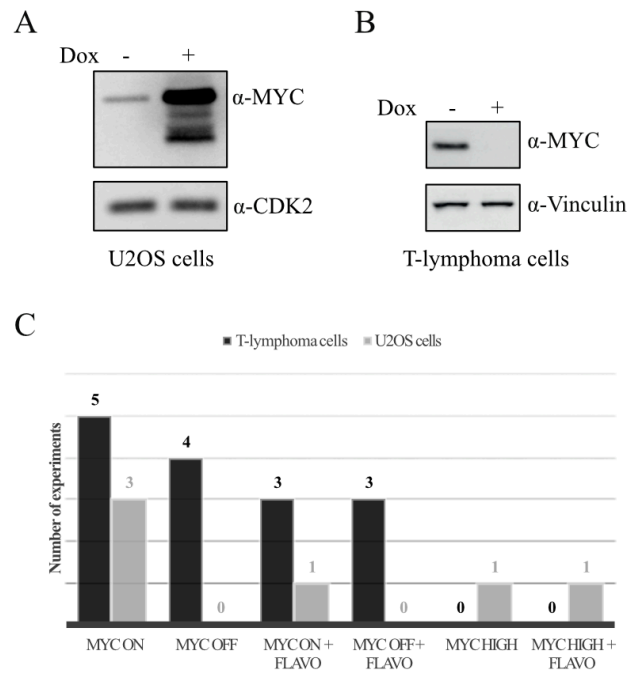 A
Dox - +
α-MYC
α-CDK2
U2OS cells
B
Dox - +
α-MYC
α-Vinculin
T-lymphoma cells
C
T-lymphoma cells U2OS cells
Number of experiments
5 3 4 0 3 1 3 0 0 1 0 1
MYC ON MYC OFF MYC ON + FLAVO MYC OFF + FLAVO MYC HIGH MYC HIGH + FLAVO